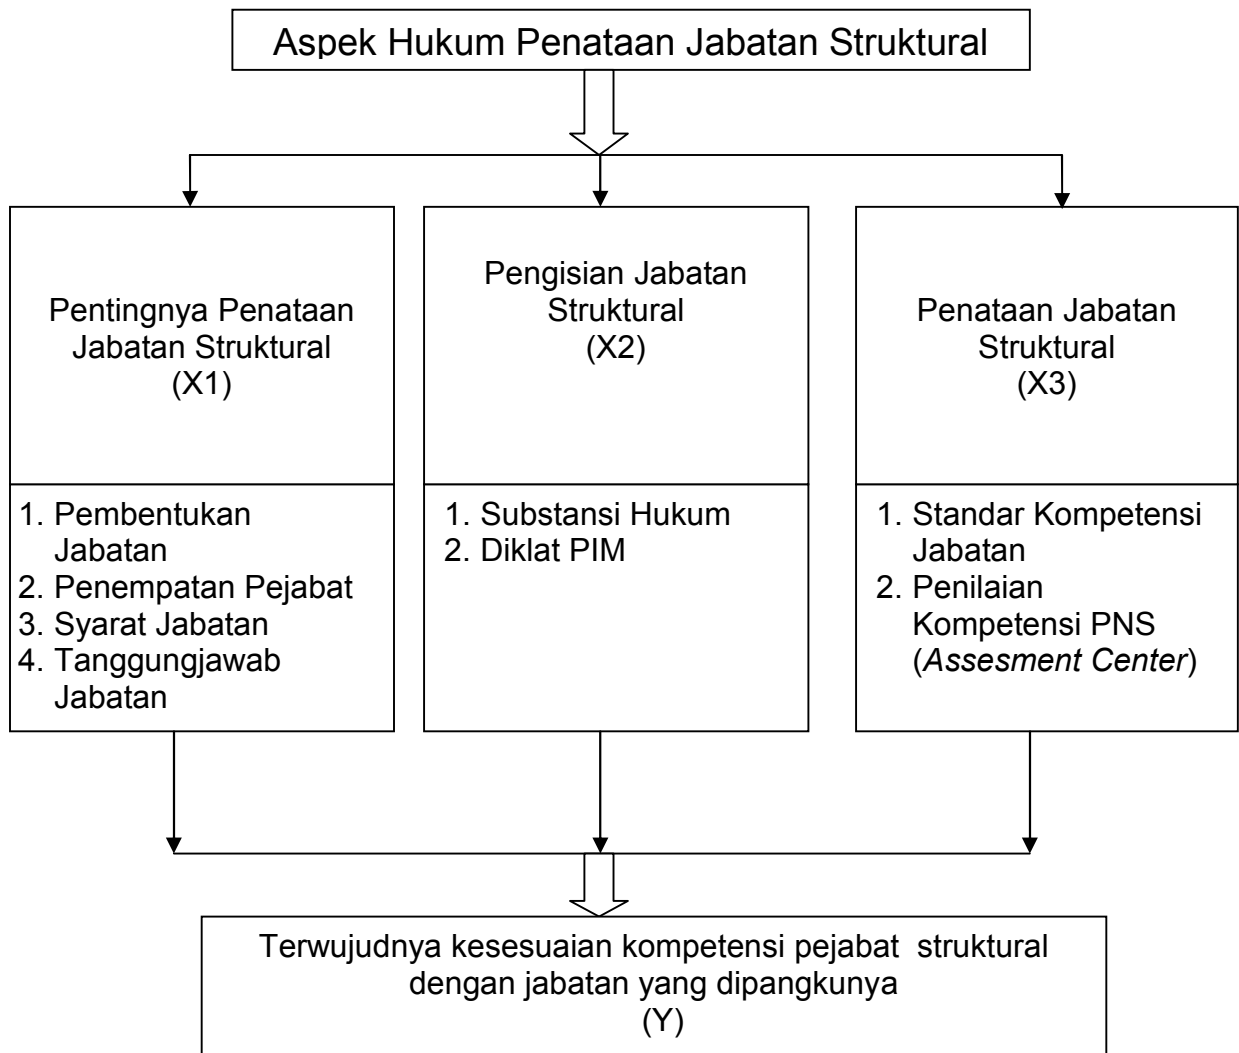 Aspek Hukum Penataan Jabatan Struktural
Pentingnya Penataan
Jabatan Struktural
(X1)
1. Pembentukan
Jabatan
2. Penempatan Pejabat
3. Syarat Jabatan
4. Tanggungjawab
Jabatan
Pengisian Jabatan
Struktural
(X2)
1. Substansi Hukum
2. Diklat PIM
Penataan Jabatan
Struktural
(X3)
1. Standar Kompetensi
Jabatan
2. Penilaian
Kompetensi PNS
(Assesment Center)
Terwujudnya kesesuaian kompetensi pejabat struktural
dengan jabatan yang dipangkunya
(Y)